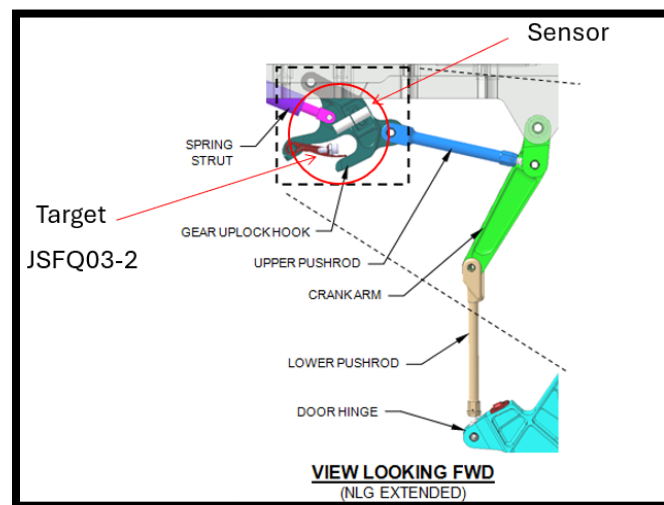 Sensor
SPRING
STRUT
Target
JSFQ03-2
GEAR UPLOCK HOOK
UPPER PUSHROD
CRANK ARM
LOWER PUSHROD
DOOR HINGE
VIEW LOOKING FWD
(NLG EXTENDED)